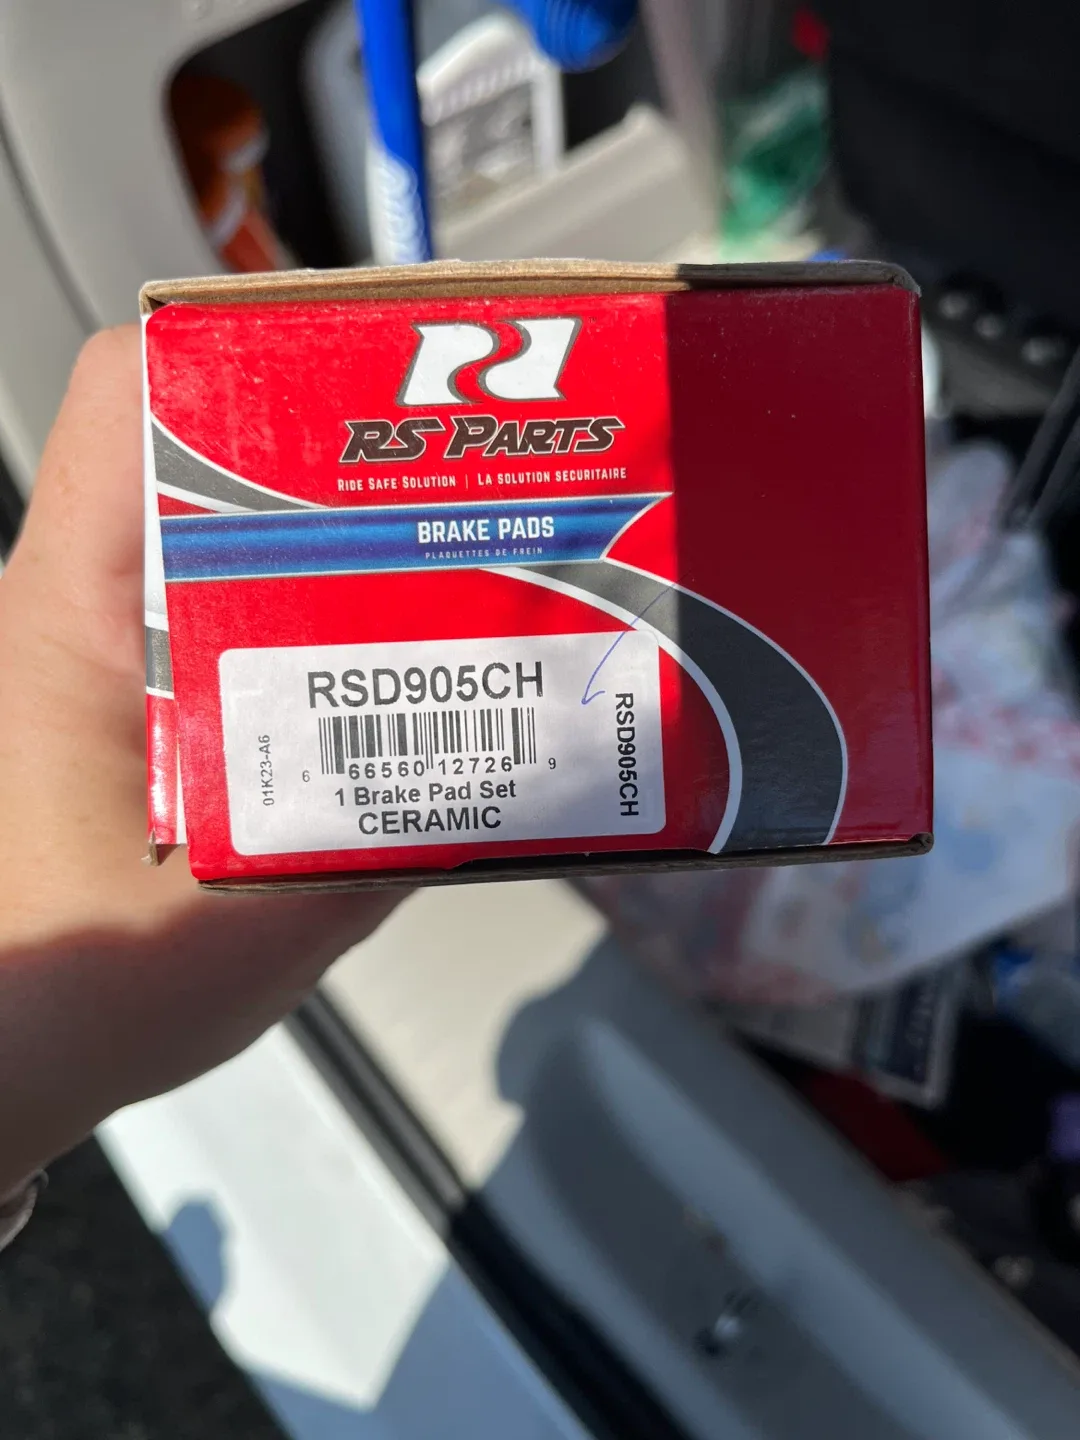 RS PARTS
RIDE SAFE SOLUTION | LA SOLUTION SECURITAIRE
BRAKE PADS
PLAQUETTES DE FREIN
RSD905CH
6 66560 12726 9
1 Brake Pad Set
CERAMIC
01K23-A6
RSD905CH